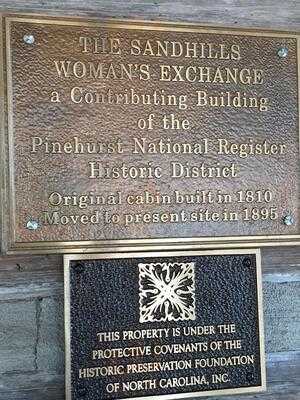 THE SANDHILLS
WOMAN'S EXCHANGE
a Contributing Building
of the
Pinehurst National Register
Historic District
Original cabin built in 1810
Moved to present site in 1895
THIS PROPERTY IS UNDER THE
PROTECTIVE COVENANTS OF THE
HISTORIC PRESERVATION FOUNDATION
OF NORTH CAROLINA, INC.